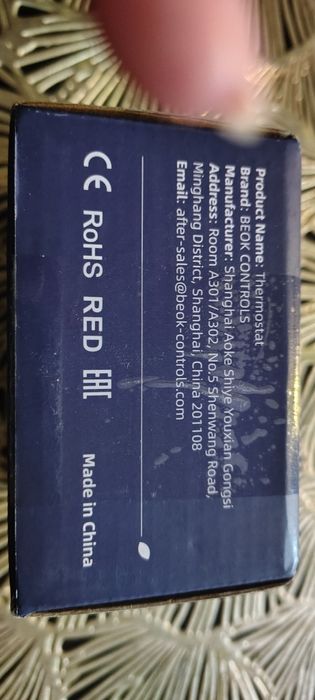 Product Name: Thermostat
Brand: BEOK CONTROLS
Manufacturer: Shanghai Aoke Shiye Youxian Gongsi
Address: Room A301/A302, No.5 Shenwang Road,
Minghang District, Shanghai, China 201108
Email: after-sales@beok-controls.com
CE RoHS RED EAC Made in China